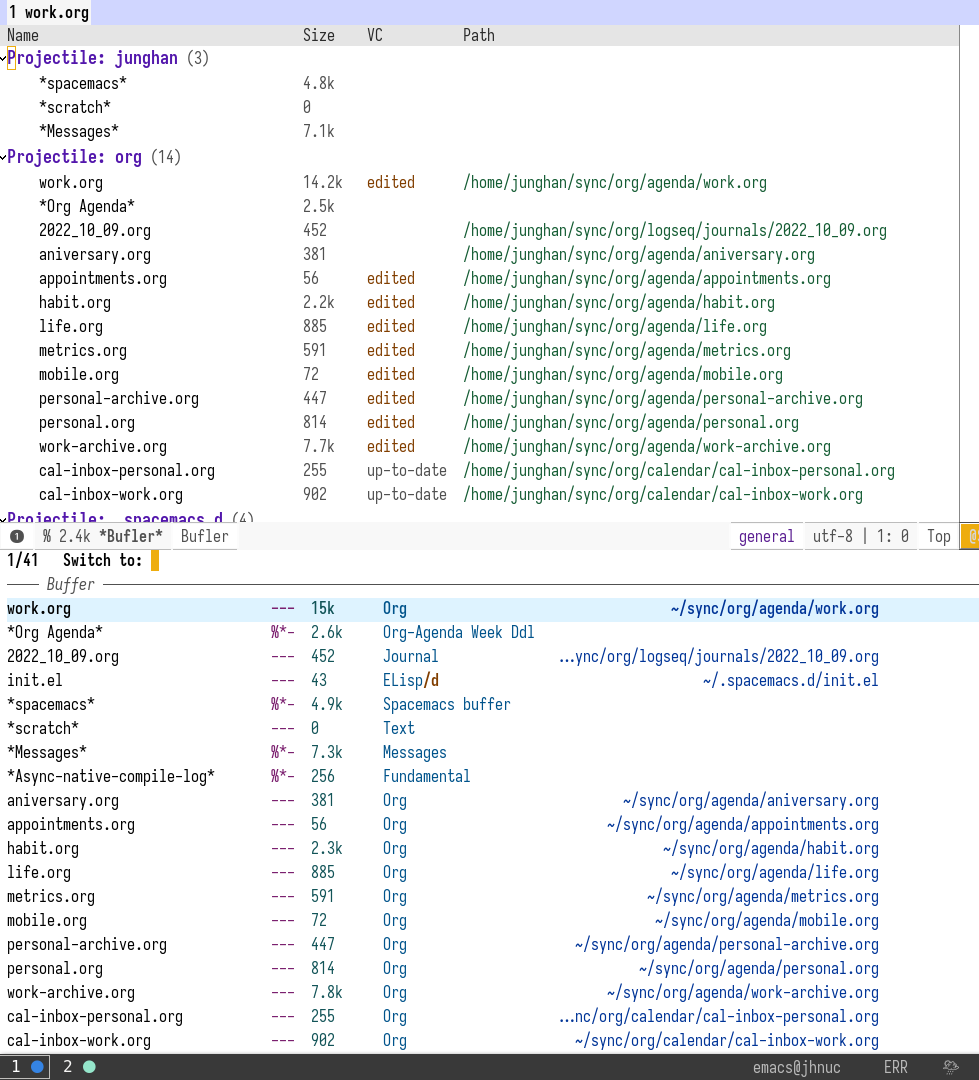 1 work.org
Name Size VC Path
Projectile: junghan (3)
*spacemacs* 4.8k
*scratch* 0
*Messages* 7.1k
Projectile: org (14)
work.org 14.2k edited /home/junghan/sync/org/agenda/work.org
*Org Agenda* 2.5k
2022_10_09.org 452 /home/junghan/sync/org/logseq/journals/2022_10_09.org
aniversary.org 381 /home/junghan/sync/org/agenda/aniversary.org
appointments.org 56 edited /home/junghan/sync/org/agenda/appointments.org
habit.org 2.2k edited /home/junghan/sync/org/agenda/habit.org
life.org 885 edited /home/junghan/sync/org/agenda/life.org
metrics.org 591 edited /home/junghan/sync/org/agenda/metrics.org
mobile.org 72 edited /home/junghan/sync/org/agenda/mobile.org
personal-archive.org 447 edited /home/junghan/sync/org/agenda/personal-archive.org
personal.org 814 edited /home/junghan/sync/org/agenda/personal.org
work-archive.org 7.7k edited /home/junghan/sync/org/agenda/work-archive.org
cal-inbox-personal.org 255 up-to-date /home/junghan/sync/org/calendar/cal-inbox-personal.org
cal-inbox-work.org 902 up-to-date /home/junghan/sync/org/calendar/cal-inbox-work.org
Projectile: .spacemacs.d (4)
1 % 2.4k *Bufler* Bufler general utf-8 | 1: 0 Top @
1/41 Switch to:
Buffer
work.org --- 15k Org ~/sync/org/agenda/work.org
*Org Agenda* %*- 2.6k Org-Agenda Week Ddl
2022_10_09.org --- 452 Journal …ync/org/logseq/journals/2022_10_09.org
init.el --- 43 ELisp/d ~/.spacemacs.d/init.el
*spacemacs* %*- 4.9k Spacemacs buffer
*scratch* --- 0 Text
*Messages* %*- 7.3k Messages
*Async-native-compile-log* %*- 256 Fundamental
aniversary.org --- 381 Org ~/sync/org/agenda/aniversary.org
appointments.org --- 56 Org ~/sync/org/agenda/appointments.org
habit.org --- 2.3k Org ~/sync/org/agenda/habit.org
life.org --- 885 Org ~/sync/org/agenda/life.org
metrics.org --- 591 Org ~/sync/org/agenda/metrics.org
mobile.org --- 72 Org ~/sync/org/agenda/mobile.org
personal-archive.org --- 447 Org ~/sync/org/agenda/personal-archive.org
personal.org --- 814 Org ~/sync/org/agenda/personal.org
work-archive.org --- 7.8k Org ~/sync/org/agenda/work-archive.org
cal-inbox-personal.org --- 255 Org …nc/org/calendar/cal-inbox-personal.org
cal-inbox-work.org --- 902 Org ~/sync/org/calendar/cal-inbox-work.org
1 2 emacs@jhnuc ERR